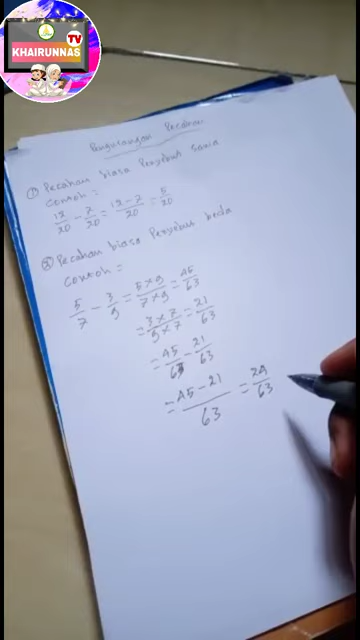 TV
KHAIRUNNAS
Pengurangan Pecahan
① Pecahan biasa Penyebut sama
Contoh =
12/20 - 7/20 = 12-7/20 = 5/20
② Pecahan biasa Penyebut beda
Contoh =
5/7 - 3/9 = 5×9/7×9 = 45/63
= 3×7/9×7 = 21/63
= 45/63 - 21/63
= 45-21/63 = 24/63